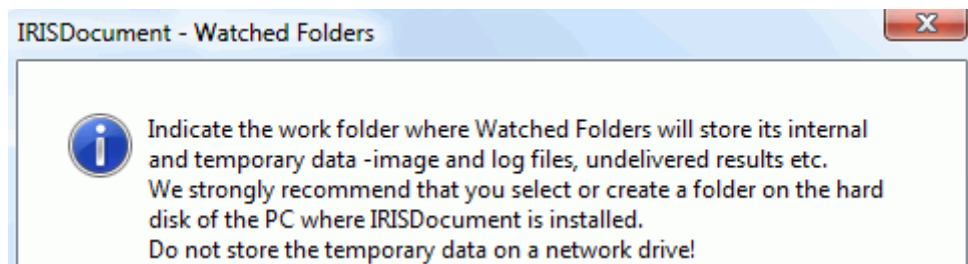 IRISDocument - Watched Folders
Indicate the work folder where Watched Folders will store its internal
and temporary data -image and log files, undelivered results etc.
We strongly recommend that you select or create a folder on the hard
disk of the PC where IRISDocument is installed.
Do not store the temporary data on a network drive!